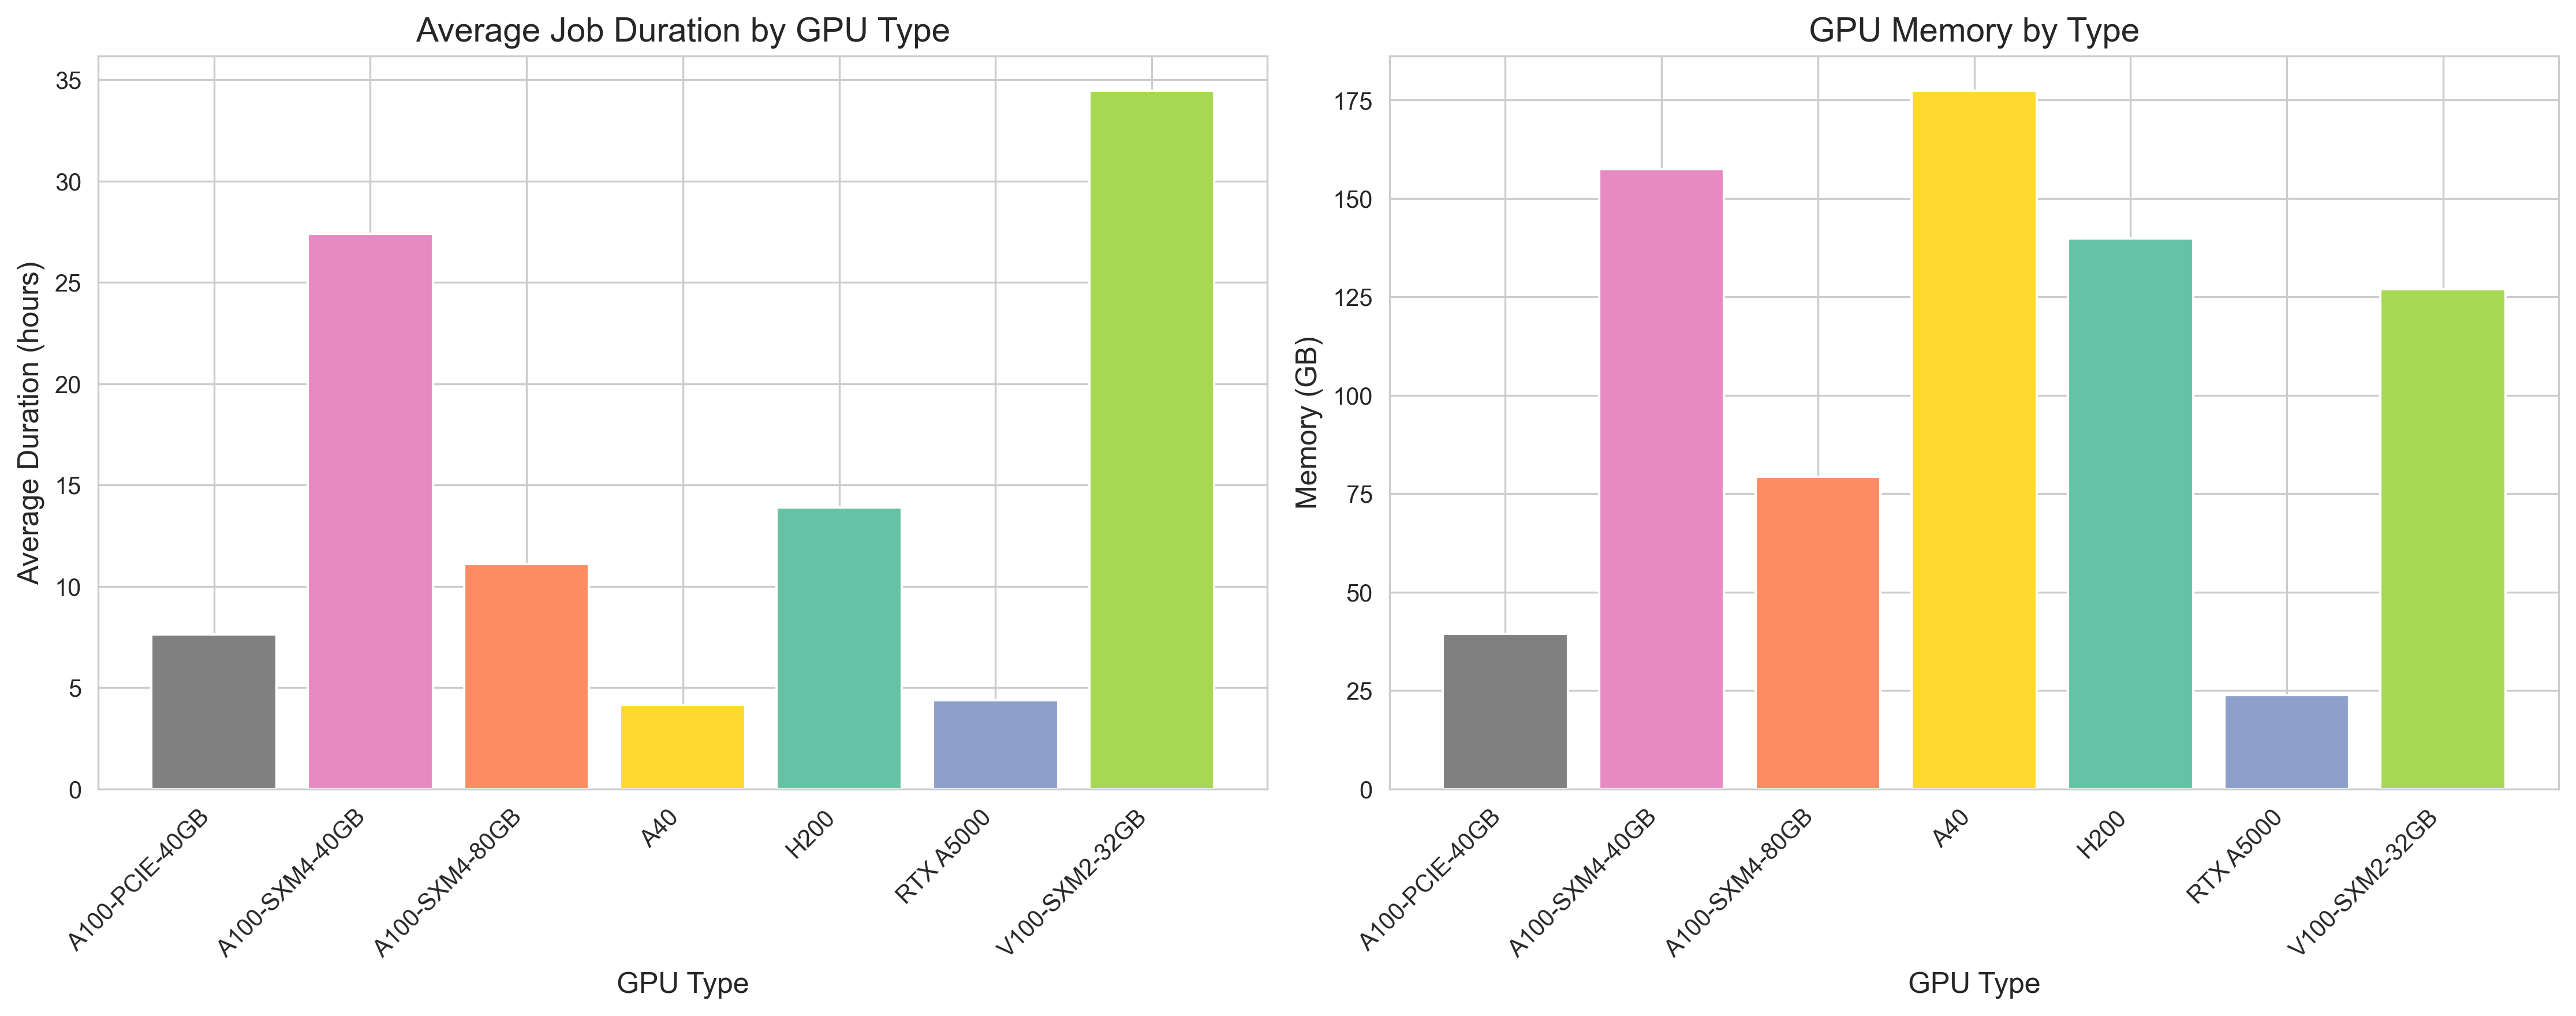 Average Job Duration by GPU Type
Average Duration (hours)
35
30
25
20
15
10
5
0
A100-PCIE-40GB
A100-SXM4-40GB
A100-SXM4-80GB
A40
H200
RTX A5000
V100-SXM2-32GB
GPU Type
GPU Memory by Type
Memory (GB)
175
150
125
100
75
50
25
0
A100-PCIE-40GB
A100-SXM4-40GB
A100-SXM4-80GB
A40
H200
RTX A5000
V100-SXM2-32GB
GPU Type